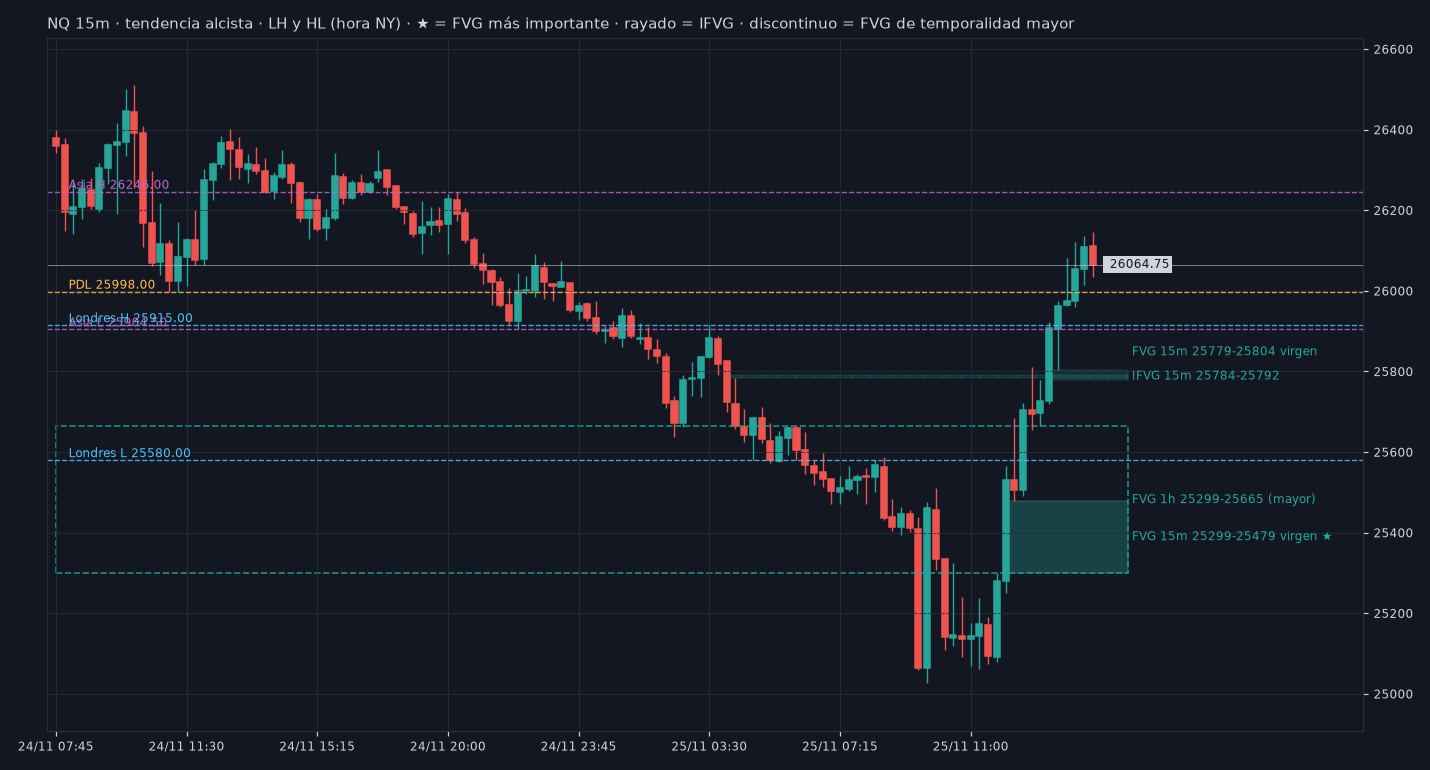 NQ 15m · tendencia alcista · LH y HL (hora NY) · ★ = FVG más importante · rayado = IFVG · discontinuo = FVG de temporalidad mayor
26600
26400
Asia H 26246.00
26200
26064.75
PDL 25998.00
26000
Londres H 25915.00
Asia L 25904.50
FVG 15m 25779-25804 virgen
IFVG 15m 25784-25792
25800
Londres L 25580.00
25600
FVG 1h 25299-25665 (mayor)
FVG 15m 25299-25479 virgen ★
25400
25200
25000
24/11 07:45
24/11 11:30
24/11 15:15
24/11 20:00
24/11 23:45
25/11 03:30
25/11 07:15
25/11 11:00